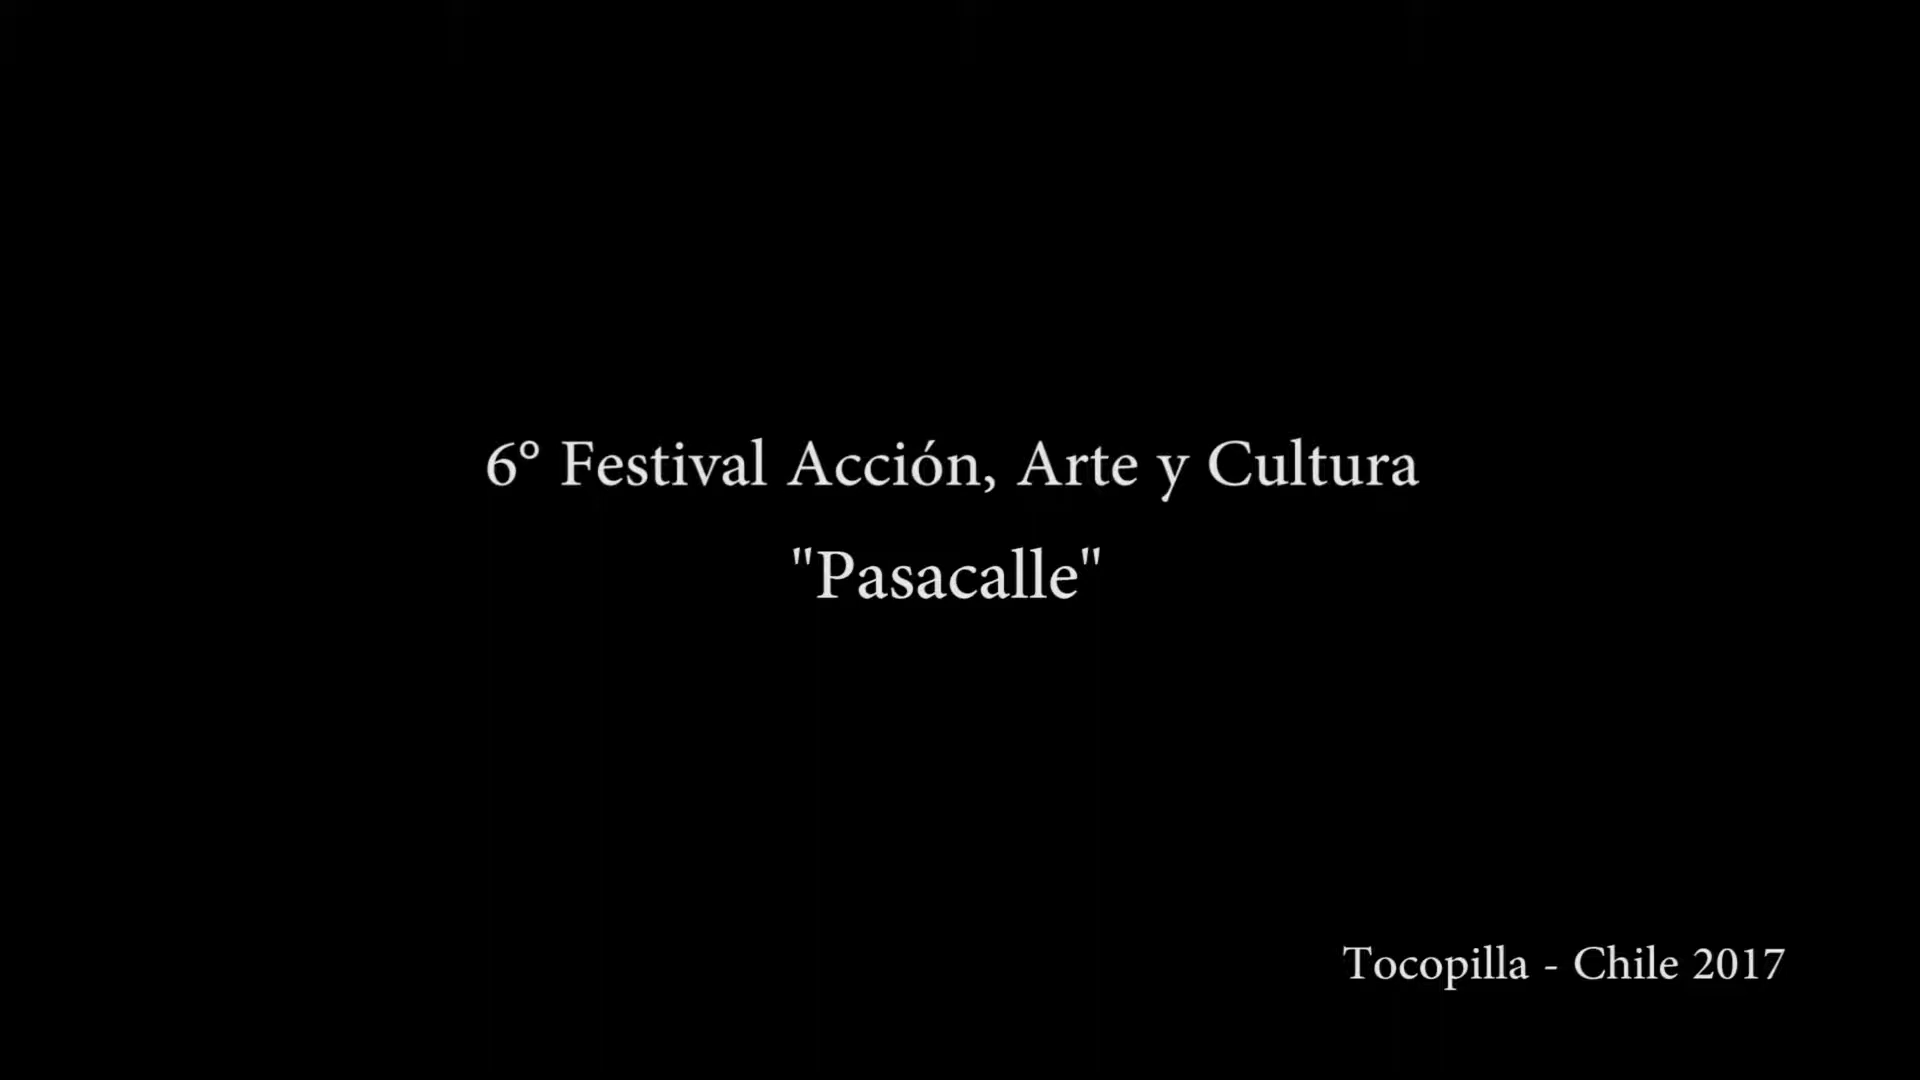 6° Festival Acción, Arte y Cultura
"Pasacalle"
Tocopilla - Chile 2017